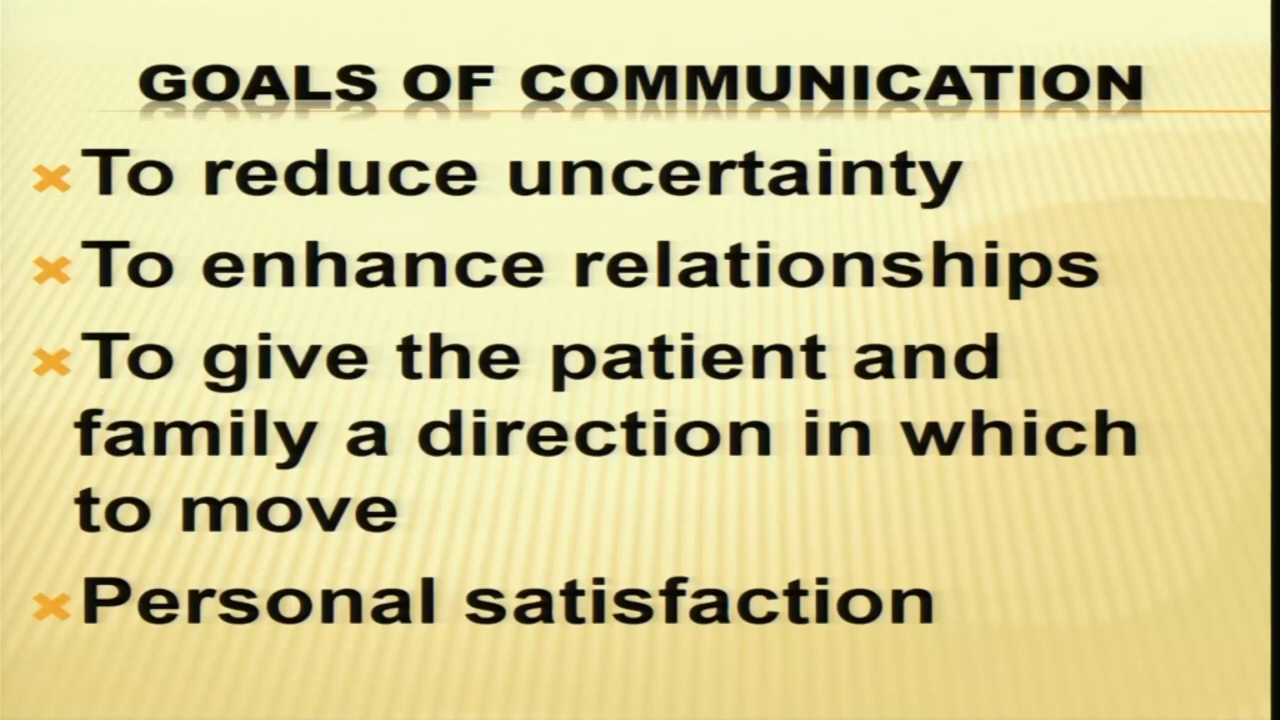 GOALS OF COMMUNICATION
To reduce uncertainty
To enhance relationships
To give the patient and
family a direction in which
to move
Personal satisfaction